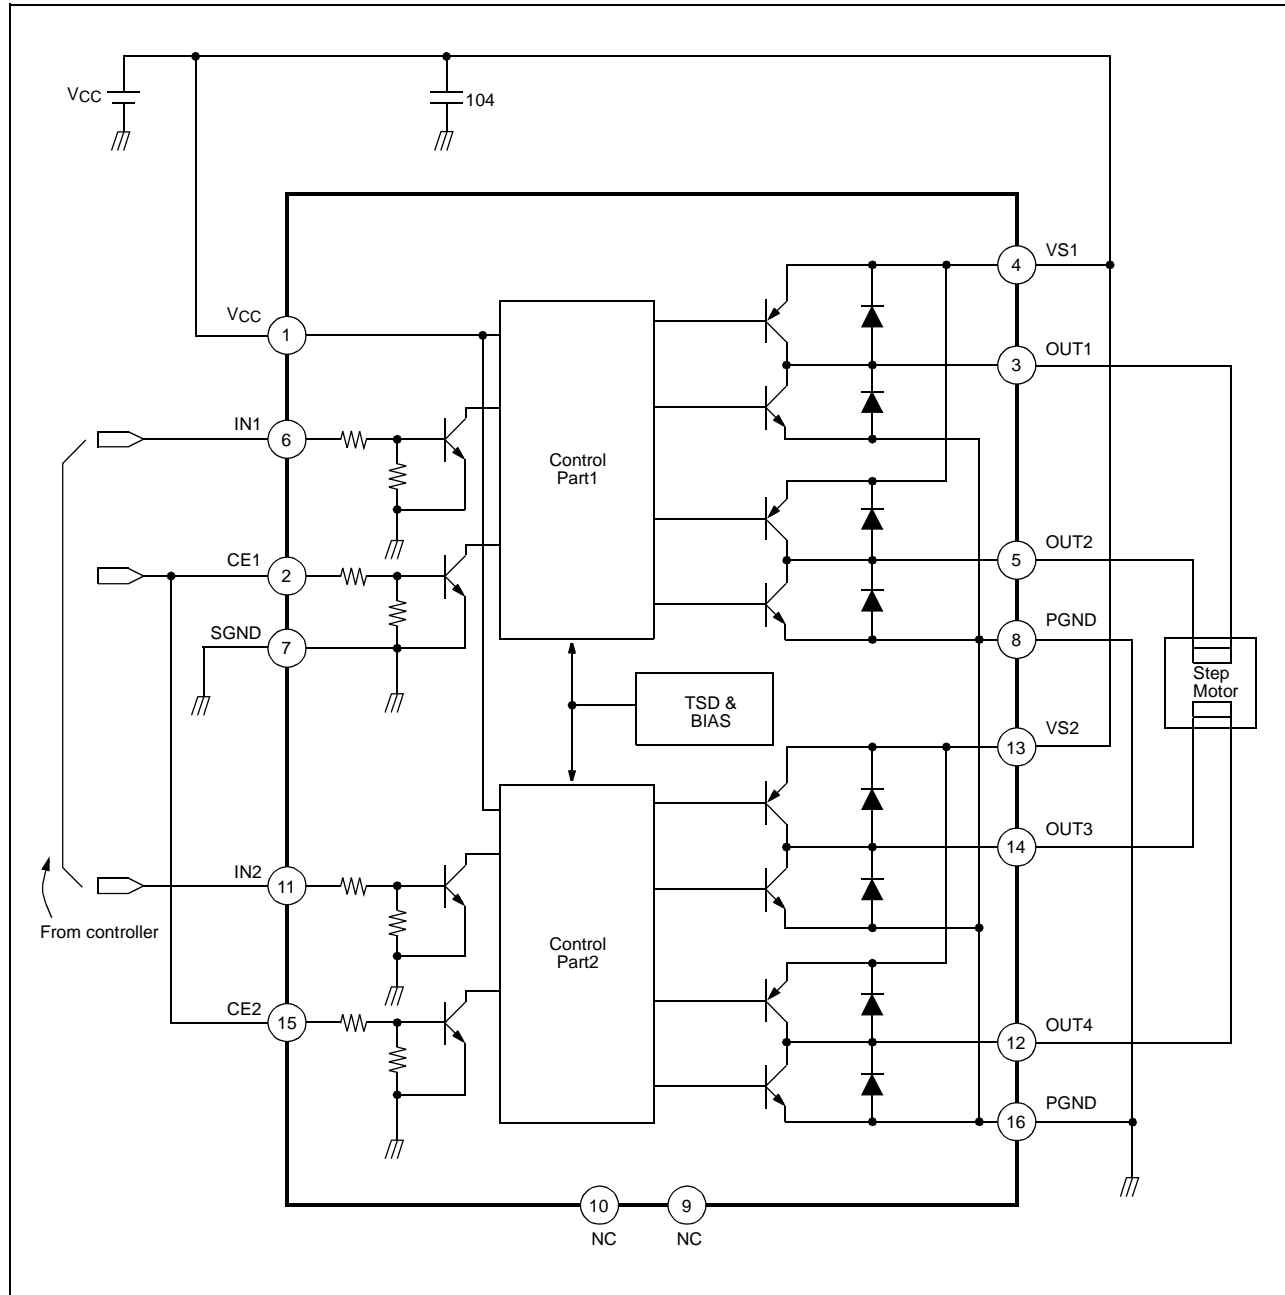 VCC
104
VS1
4
VCC
1
OUT1
3
IN1
6
Control
Part1
CE1
2
OUT2
5
SGND
7
PGND
8
Step
Motor
TSD &
BIAS
VS2
13
OUT3
14
IN2
11
From controller
Control
Part2
CE2
15
OUT4
12
PGND
16
10
9
NC
NC